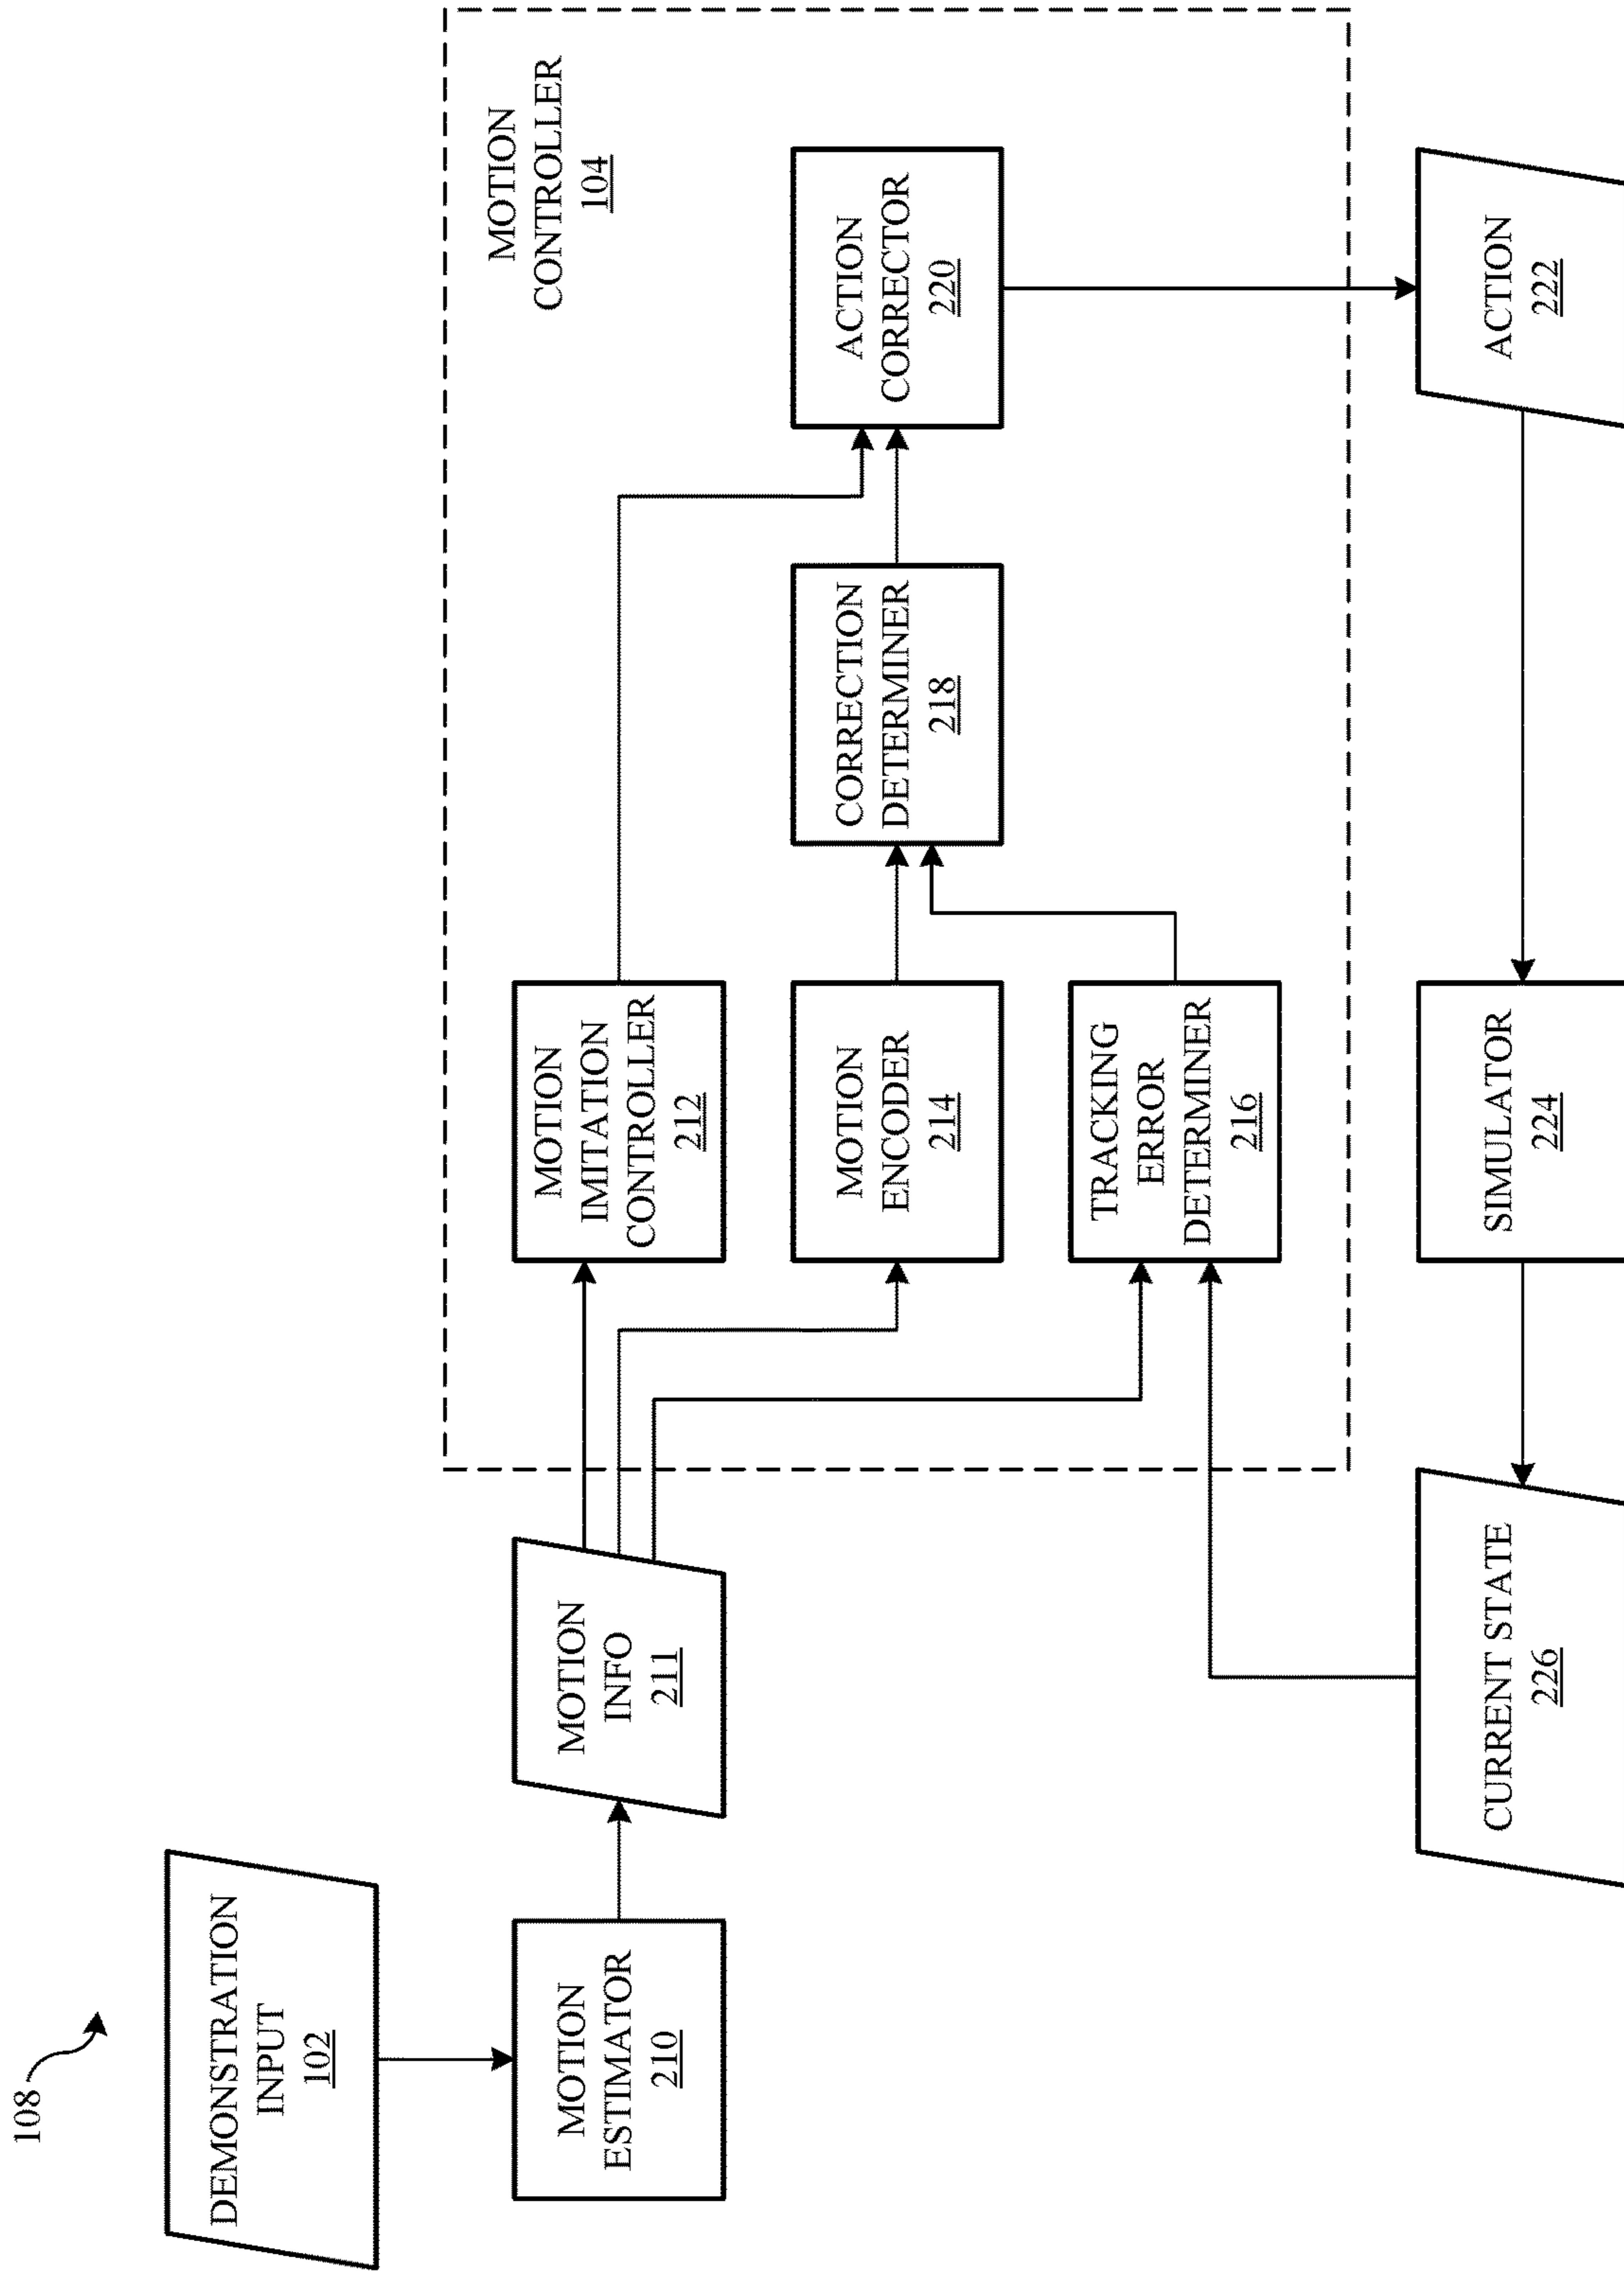 108
DEMONSTRATION
INPUT
102
MOTION
ESTIMATOR
210
MOTION
INFO
211
MOTION
CONTROLLER
104
MOTION
IMITATION
CONTROLLER
212
MOTION
ENCODER
214
TRACKING
ERROR
DETERMINER
216
CORRECTION
DETERMINER
218
ACTION
CORRECTOR
220
CURRENT STATE
226
SIMULATOR
224
ACTION
222